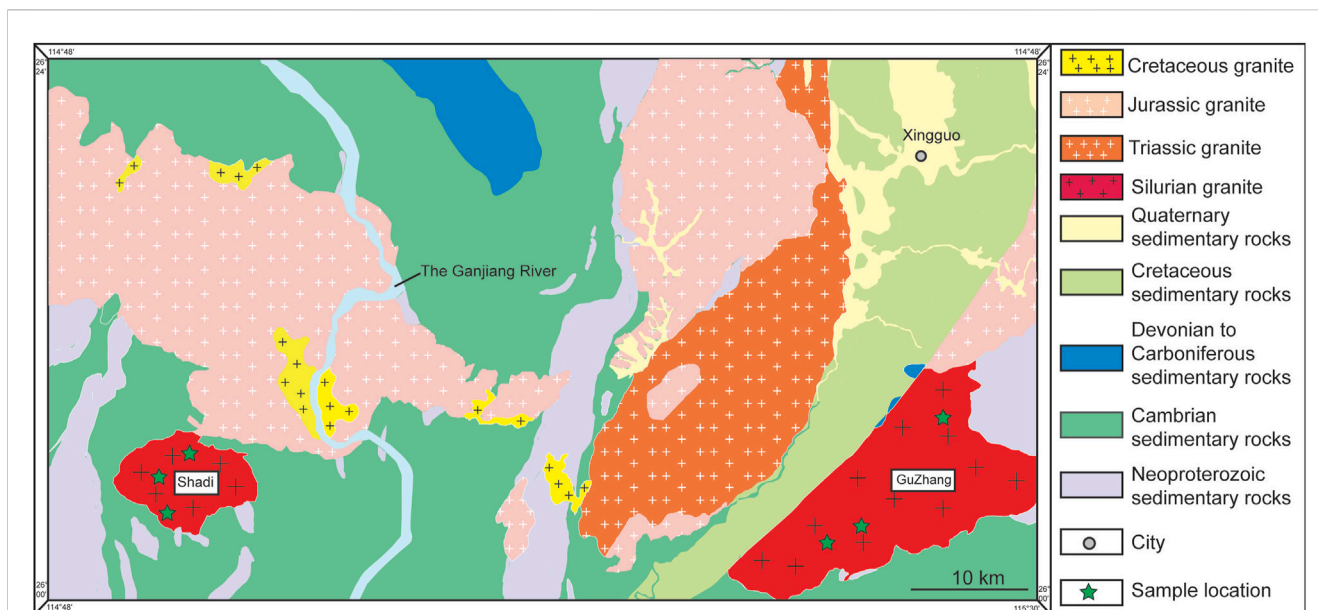 114°48'
114°48'
26°
24'
26°
24'
Xingguo
The Ganjiang River
Shadi
GuZhang
10 km
26°
00'
26°
00'
114°48'
115°30'
Cretaceous granite
Jurassic granite
Triassic granite
Silurian granite
Quaternary
sedimentary rocks
Cretaceous
sedimentary rocks
Devonian to
Carboniferous
sedimentary rocks
Cambrian
sedimentary rocks
Neoproterozoic
sedimentary rocks
City
Sample location